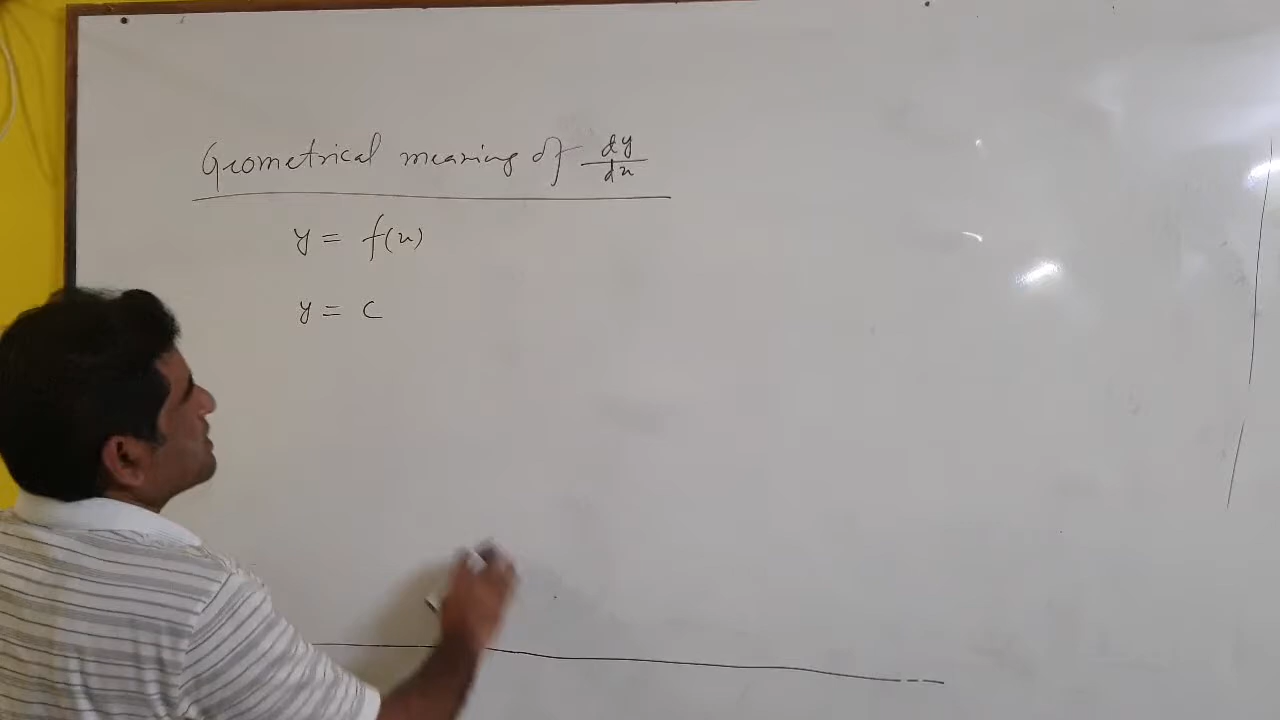 Geometrical meaning of dy/dx
y = f(x)
y = c